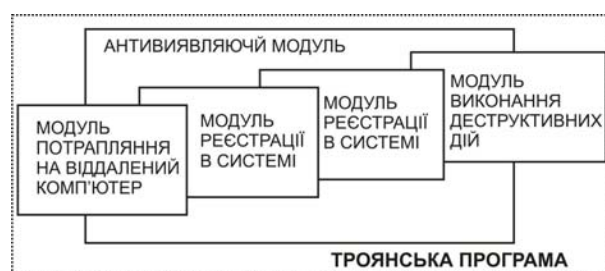 АНТИВИЯВЛЯЮЧЙ МОДУЛЬ
МОДУЛЬ
ПОТРАПЛЯННЯ
НА ВІДДАЛЕНИЙ
КОМП'ЮТЕР
МОДУЛЬ
РЕЄСТРАЦІЇ
В СИСТЕМІ
МОДУЛЬ
РЕЄСТРАЦІЇ
В СИСТЕМІ
МОДУЛЬ
ВИКОНАННЯ
ДЕСТРУКТИВНИХ
ДІЙ
ТРОЯНСЬКА ПРОГРАМА